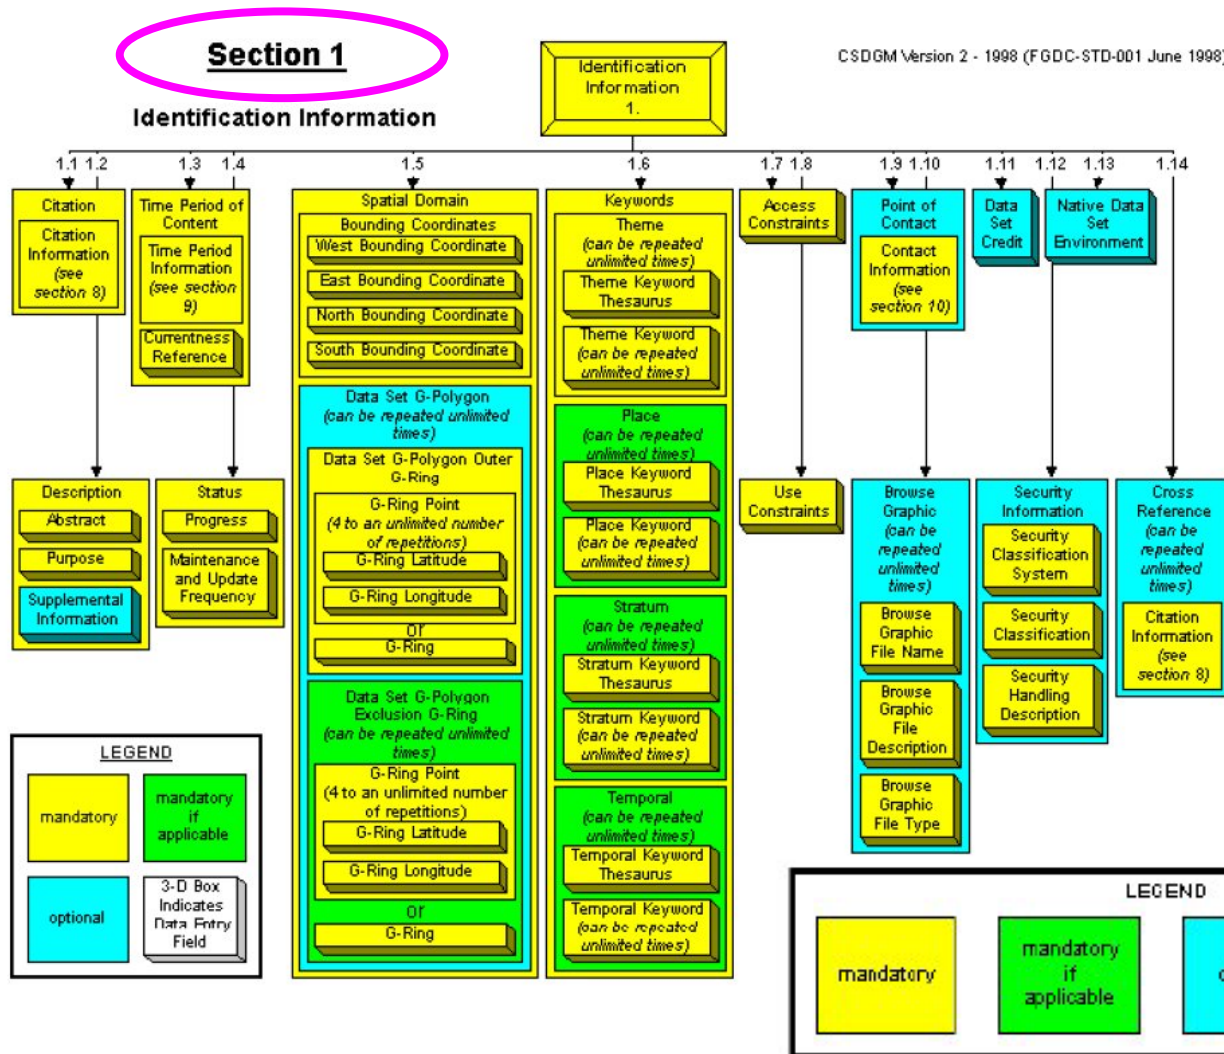 Section 1
Identification Information
CSDGM Version 2 - 1998 (FGDC-STD-001 June 1998)
Identification
Information
1.
1.1
1.2
1.3
1.4
1.5
1.6
1.7
1.8
1.9
1.10
1.11
1.12
1.13
1.14
Citation
Citation
Information
(see
section 8)
Time Period of
Content
Time Period
Information
(see section
9)
Currentness
Reference
Spatial Domain
Bounding Coordinates
West Bounding Coordinate
East Bounding Coordinate
North Bounding Coordinate
South Bounding Coordinate
Data Set G-Polygon
(can be repeated unlimited
times)
Data Set G-Polygon Outer
G-Ring
G-Ring Point
(4 to an unlimited number
of repetitions)
G-Ring Latitude
G-Ring Longitude
or
G-Ring
Data Set G-Polygon
Exclusion G-Ring
(can be repeated unlimited
times)
G-Ring Point
(4 to an unlimited number
of repetitions)
G-Ring Latitude
G-Ring Longitude
or
G-Ring
Keywords
Theme
(can be repeated
unlimited times)
Theme Keyword
Thesaurus
Theme Keyword
(can be repeated
unlimited times)
Place
(can be repeated
unlimited times)
Place Keyword
Thesaurus
Place Keyword
(can be repeated
unlimited times)
Stratum
(can be repeated
unlimited times)
Stratum Keyword
Thesaurus
Stratum Keyword
(can be repeated
unlimited times)
Temporal
(can be repeated
unlimited times)
Temporal Keyword
Thesaurus
Temporal Keyword
(can be repeated
unlimited times)
Access
Constraints
Point of
Contact
Contact
Information
(see
section 10)
Data
Set
Credit
Native Data
Set
Environment
Description
Abstract
Purpose
Supplemental
Information
Status
Progress
Maintenance
and Update
Frequency
Use
Constraints
Browse
Graphic
(can be
repeated
unlimited
times)
Browse
Graphic
File Name
Browse
Graphic
File
Description
Browse
Graphic
File Type
Security
Information
Security
Classification
System
Security
Classification
Security
Handling
Description
Cross
Reference
(can be
repeated
unlimited
times)
Citation
Information
(see
section 8)
LEGEND
mandatory
mandatory
if
applicable
optional
3-D Box
Indicates
Data Entry
Field
LEGEND
mandatory
mandatory
if
applicable